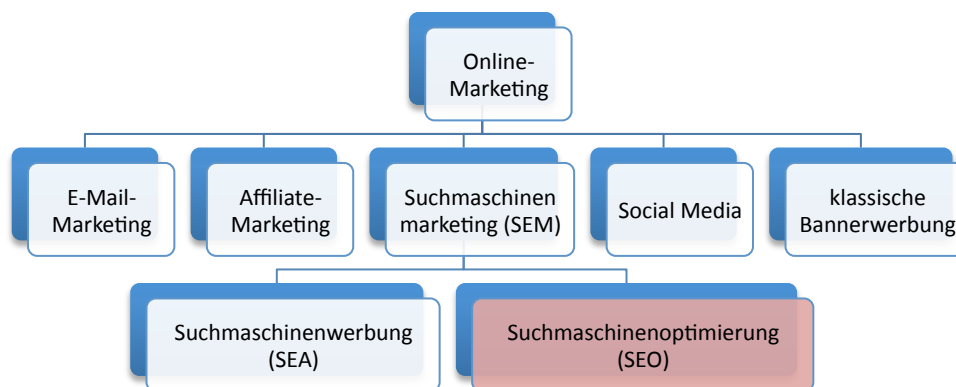 Online-
Marketing
E-Mail-
Marketing
Affiliate-
Marketing
Suchmaschinen
marketing (SEM)
Social Media
klassische
Bannerwerbung
Suchmaschinenwerbung
(SEA)
Suchmaschinenoptimierung
(SEO)